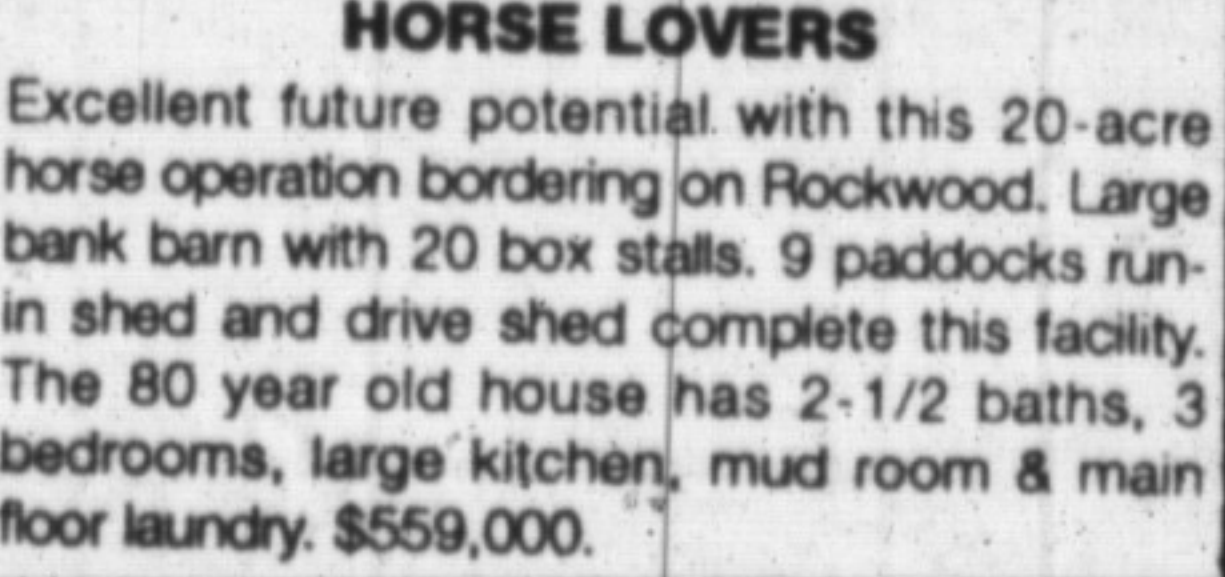 HORSE LOVERS
Excellent future potential with this 20-acre
horse operation bordering on Rockwood. Large
bank barn with 20 box stalls. 9 paddocks run-
in shed and drive shed complete this facility.
The 80 year old house has 2-1/2 baths, 3
bedrooms, large kitchen, mud room & main
floor laundry. $559,000.